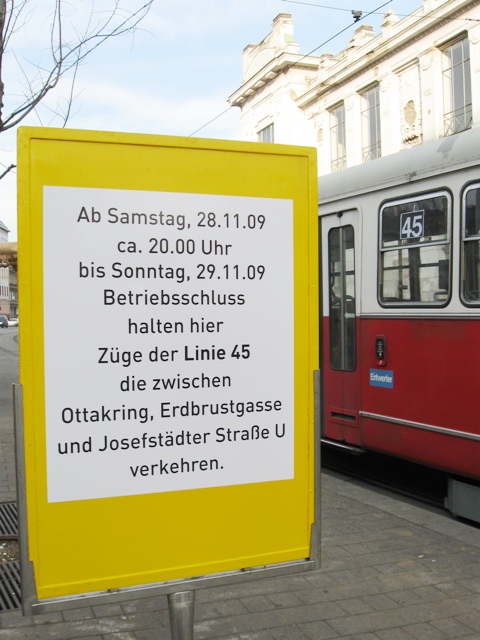 Ab Samstag, 28.11.09
ca. 20.00 Uhr
bis Sonntag, 29.11.09
Betriebsschluss
halten hier
Züge der Linie 45
die zwischen
Ottakring, Erdbrustgasse
und Josefstädter Straße U
verkehren.
45
Entwerter